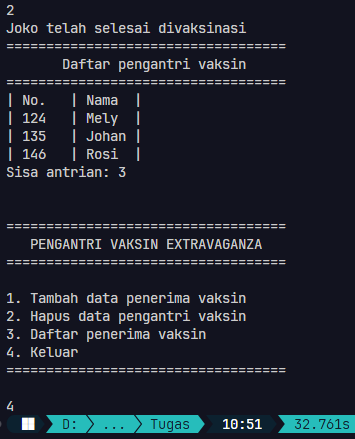 2
Joko telah selesai divaksinasi
===================================
Daftar pengantri vaksin
===================================
| No. | Nama |
| 124 | Mely |
| 135 | Johan |
| 146 | Rosi |
Sisa antrian: 3
===================================
PENGANTRI VAKSIN EXTRAVAGANZA
===================================
1. Tambah data penerima vaksin
2. Hapus data pengantri vaksin
3. Daftar penerima vaksin
4. Keluar
===================================
4
D: ... Tugas 10:51 32.761s